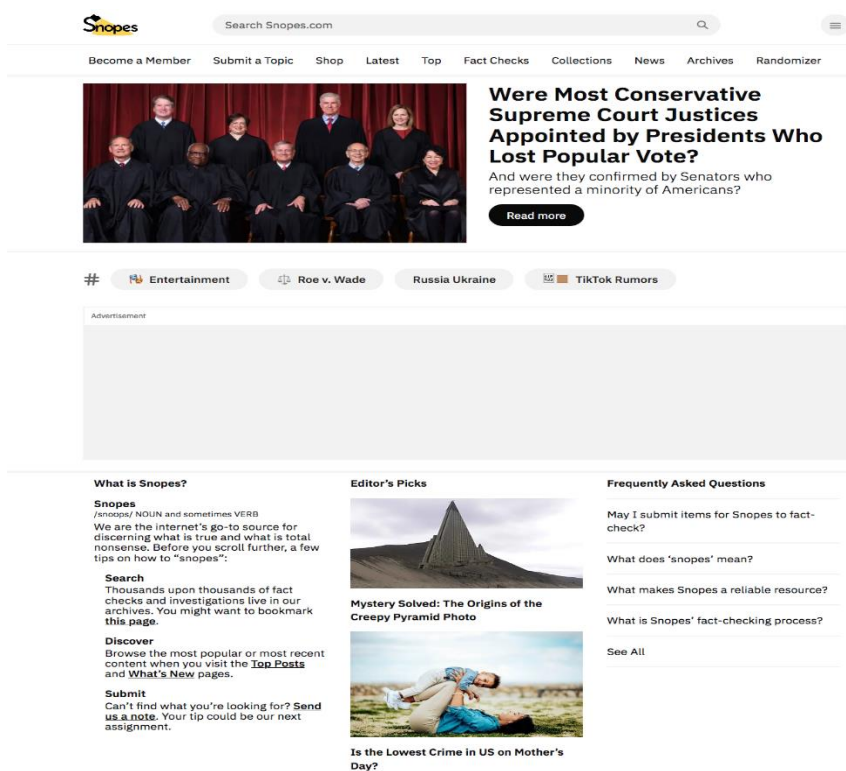 Snopes
Search Snopes.com
Become a Member Submit a Topic Shop Latest Top Fact Checks Collections News Archives Randomizer
Were Most Conservative
Supreme Court Justices
Appointed by Presidents Who
Lost Popular Vote?
And were they confirmed by Senators who
represented a minority of Americans?
Read more
# Entertainment Roe v. Wade Russia Ukraine TikTok Rumors
Advertisement
What is Snopes?
Snopes
/snoops/ NOUN and sometimes VERB
We are the internet's go-to source for
discerning what is true and what is total
nonsense. Before you scroll further, a few
tips on how to “snopes”:
Search
Thousands upon thousands of fact
checks and investigations live in our
archives. You might want to bookmark
this page.
Discover
Browse the most popular or most recent
content when you visit the Top Posts
and What's New pages.
Submit
Can't find what you're looking for? Send
us a note. Your tip could be our next
assignment.
Editor's Picks
Mystery Solved: The Origins of the
Creepy Pyramid Photo
Is the Lowest Crime in US on Mother's
Day?
Frequently Asked Questions
May I submit items for Snopes to fact-
check?
What does ‘snopes’ mean?
What makes Snopes a reliable resource?
What is Snopes’ fact-checking process?
See All